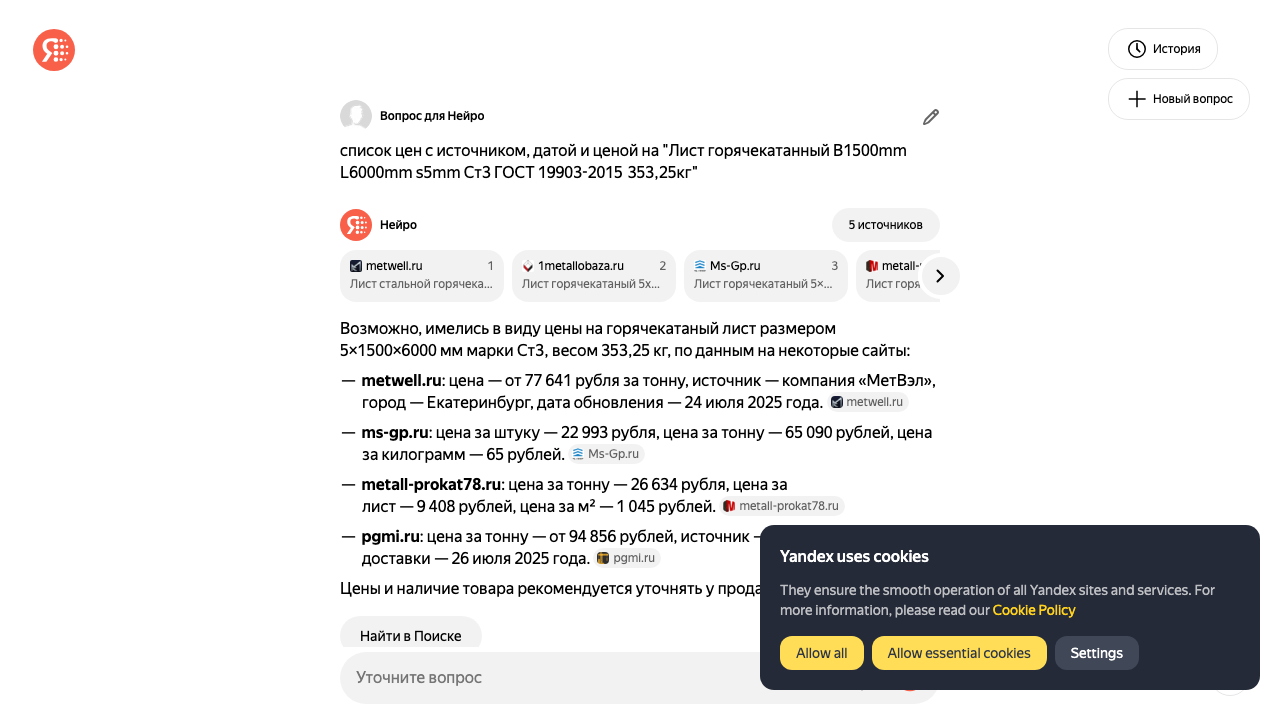 История
Новый вопрос
Вопрос для Нейро
список цен с источником, датой и ценой на "Лист горячекатанный B1500mm
L6000mm s5mm Ст3 ГОСТ 19903-2015 353,25кг"
Нейро
5 источников
metwell.ru 1
Лист стальной горячека...
1metallobaza.ru 2
Лист горячекатаный 5х...
Ms-Gp.ru 3
Лист горячекатаный 5×...
metall-
Лист горя
Возможно, имелись в виду цены на горячекатаный лист размером
5×1500×6000 мм марки Ст3, весом 353,25 кг, по данным на некоторые сайты:
— metwell.ru: цена — от 77 641 рубля за тонну, источник — компания «МетВэл»,
город — Екатеринбург, дата обновления — 24 июля 2025 года. metwell.ru
— ms-gp.ru: цена за штуку — 22 993 рубля, цена за тонну — 65 090 рублей, цена
за килограмм — 65 рублей. Ms-Gp.ru
— metall-prokat78.ru: цена за тонну — 26 634 рубля, цена за
лист — 9 408 рублей, цена за м² — 1 045 рублей. metall-prokat78.ru
— pgmi.ru: цена за тонну — от 94 856 рублей, источник —
доставки — 26 июля 2025 года. pgmi.ru
Цены и наличие товара рекомендуется уточнять у прода
Найти в Поиске
Уточните вопрос
Yandex uses cookies
They ensure the smooth operation of all Yandex sites and services. For
more information, please read our Cookie Policy
Allow all
Allow essential cookies
Settings